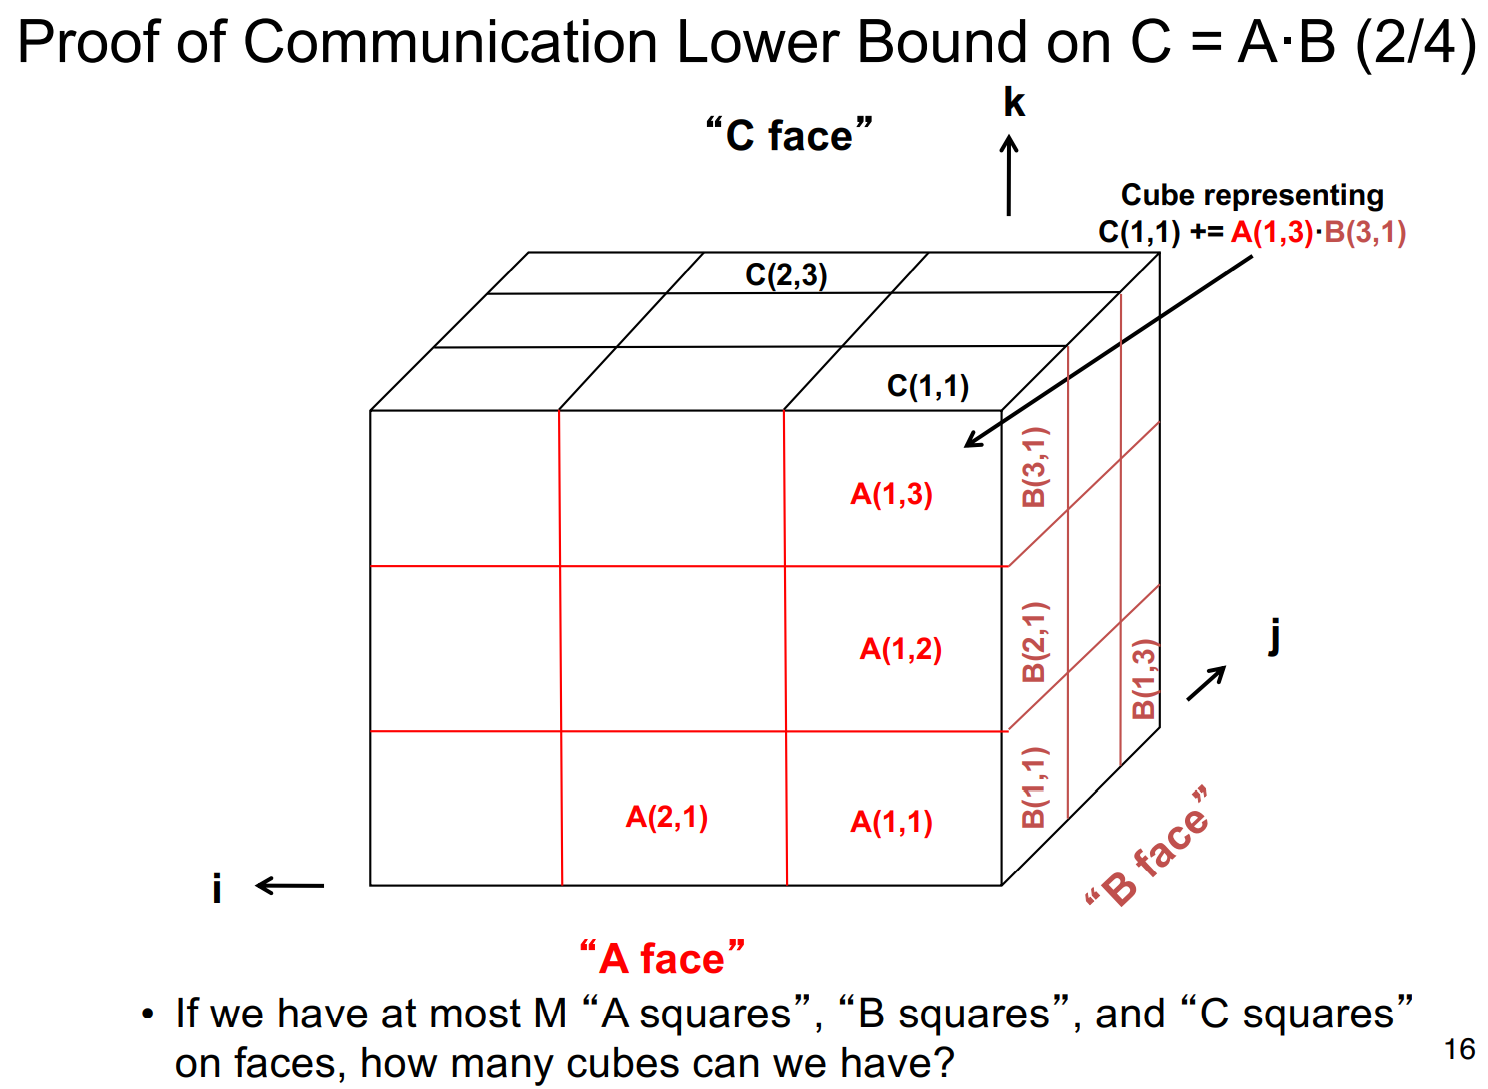 Proof of Communication Lower Bound on C = A·B (2/4)
k
“C face”
Cube representing
C(1,1) += A(1,3)·B(3,1)
C(2,3)
C(1,1)
A(1,3)
B(3,1)
A(1,2)
B(2,1)
j
B(1,3)
A(2,1)
A(1,1)
B(1,1)
i
“B face”
“A face”
• If we have at most M “A squares”, “B squares”, and “C squares”
on faces, how many cubes can we have?
16